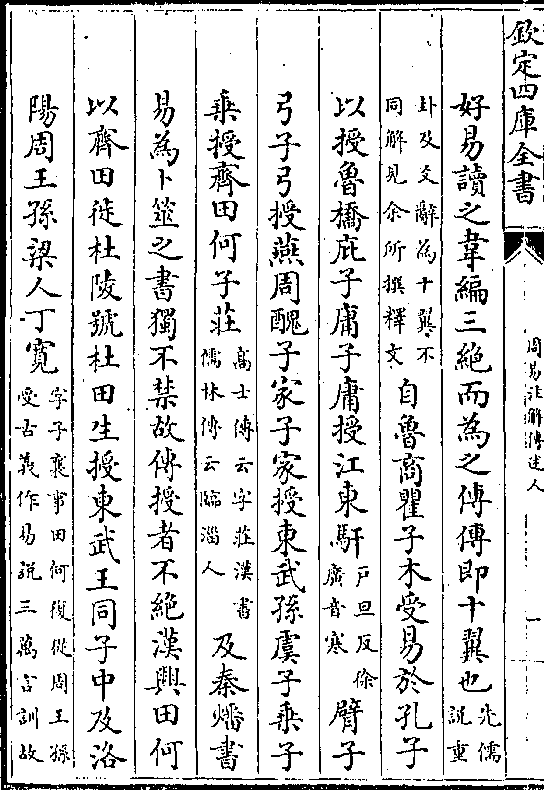 欽定四庫全書
周易注解傳述人
一
好易讀之韋編三絶而為之傳傳即十翼也先儒說重
卦及爻辭為十翼不同解見余所撰釋文自魯商瞿子木受易於孔子
以授魯橋庇子庸子庸授江東馯戸旦反徐廣音寒臂子
弓子弓授燕周醜子家子家授東武孫虞子乗子
乗授齊田何子莊高士傳云字莊漢書儒林傳云臨淄人及秦燔書
易為卜筮之書獨不禁故傳授者不絶漢興田何
以齊田徙杜陵號杜田生授東武王同子中及洛
陽周王孫梁人丁寛字子襄事田何復從周王孫受古義作易說三萬言訓故